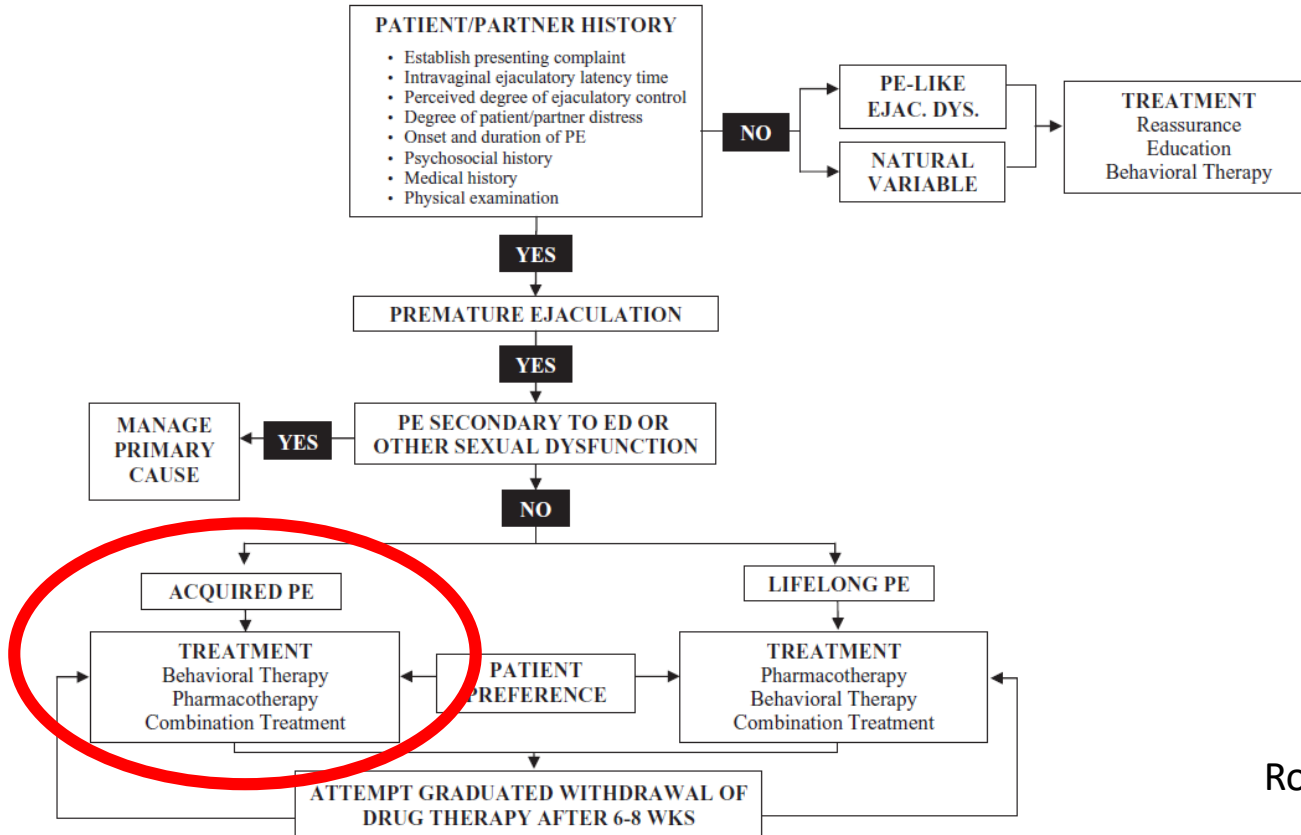 PATIENT/PARTNER HISTORY
• Establish presenting complaint
• Intravaginal ejaculatory latency time
• Perceived degree of ejaculatory control
• Degree of patient/partner distress
• Onset and duration of PE
• Psychosocial history
• Medical history
• Physical examination
NO
PE-LIKE
EJAC. DYS.
NATURAL
VARIABLE
TREATMENT
Reassurance
Education
Behavioral Therapy
YES
PREMATURE EJACULATION
YES
PE SECONDARY TO ED OR
OTHER SEXUAL DYSFUNCTION
YES
MANAGE
PRIMARY
CAUSE
NO
ACQUIRED PE
TREATMENT
Behavioral Therapy
Pharmacotherapy
Combination Treatment
PATIENT
PREFERENCE
LIFELONG PE
TREATMENT
Pharmacotherapy
Behavioral Therapy
Combination Treatment
ATTEMPT GRADUATED WITHDRAWAL OF
DRUG THERAPY AFTER 6-8 WKS